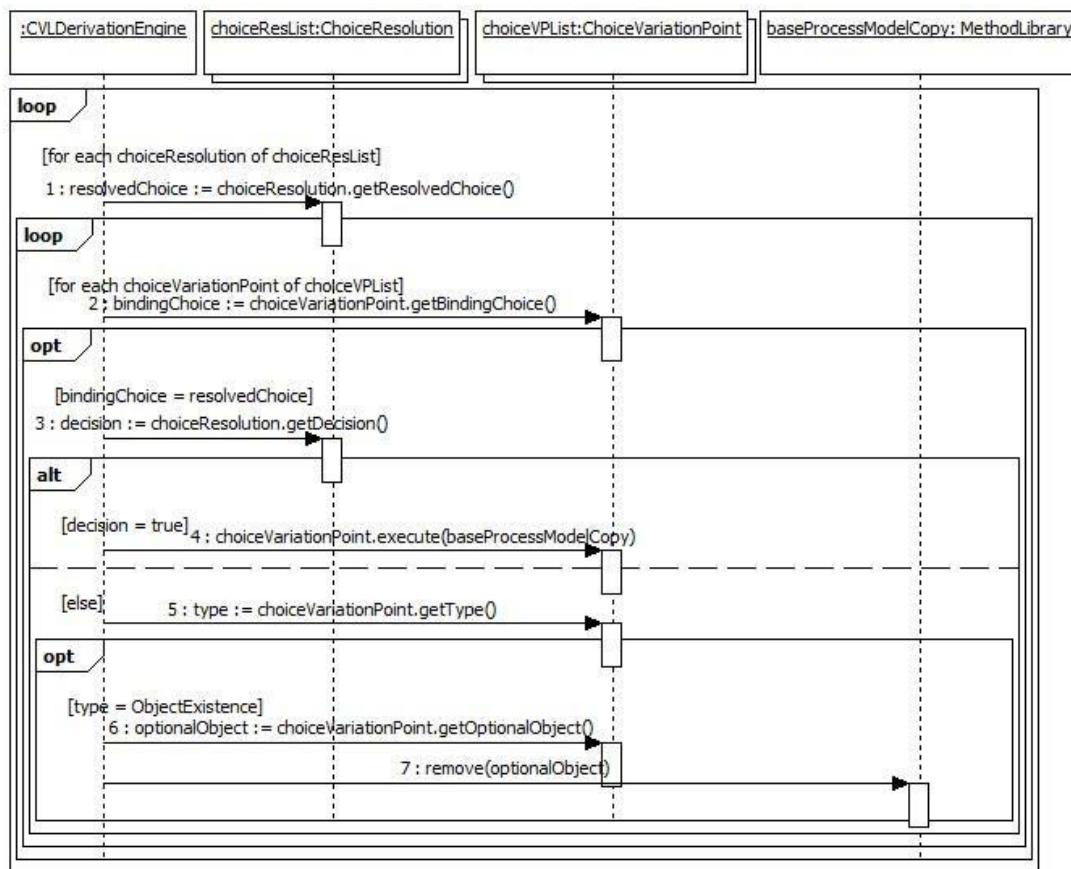 :CVLDerivationEngine
choiceResList:ChoiceResolution
choiceVPList:ChoiceVariationPoint
baseProcessModelCopy: MethodLibrary
loop
[for each choiceResolution of choiceResList]
1 : resolvedChoice := choiceResolution.getResolvedChoice()
loop
[for each choiceVariationPoint of choiceVPList]
2 : bindingChoice := choiceVariationPoint.getBindingChoice()
opt
[bindingChoice = resolvedChoice]
3 : decision := choiceResolution.getDecision()
alt
[decision = true]
4 : choiceVariationPoint.execute(baseProcessModelCopy)
[else]
5 : type := choiceVariationPoint.getType()
opt
[type = ObjectExistence]
6 : optionalObject := choiceVariationPoint.getOptionalObject()
7 : remove(optionalObject)